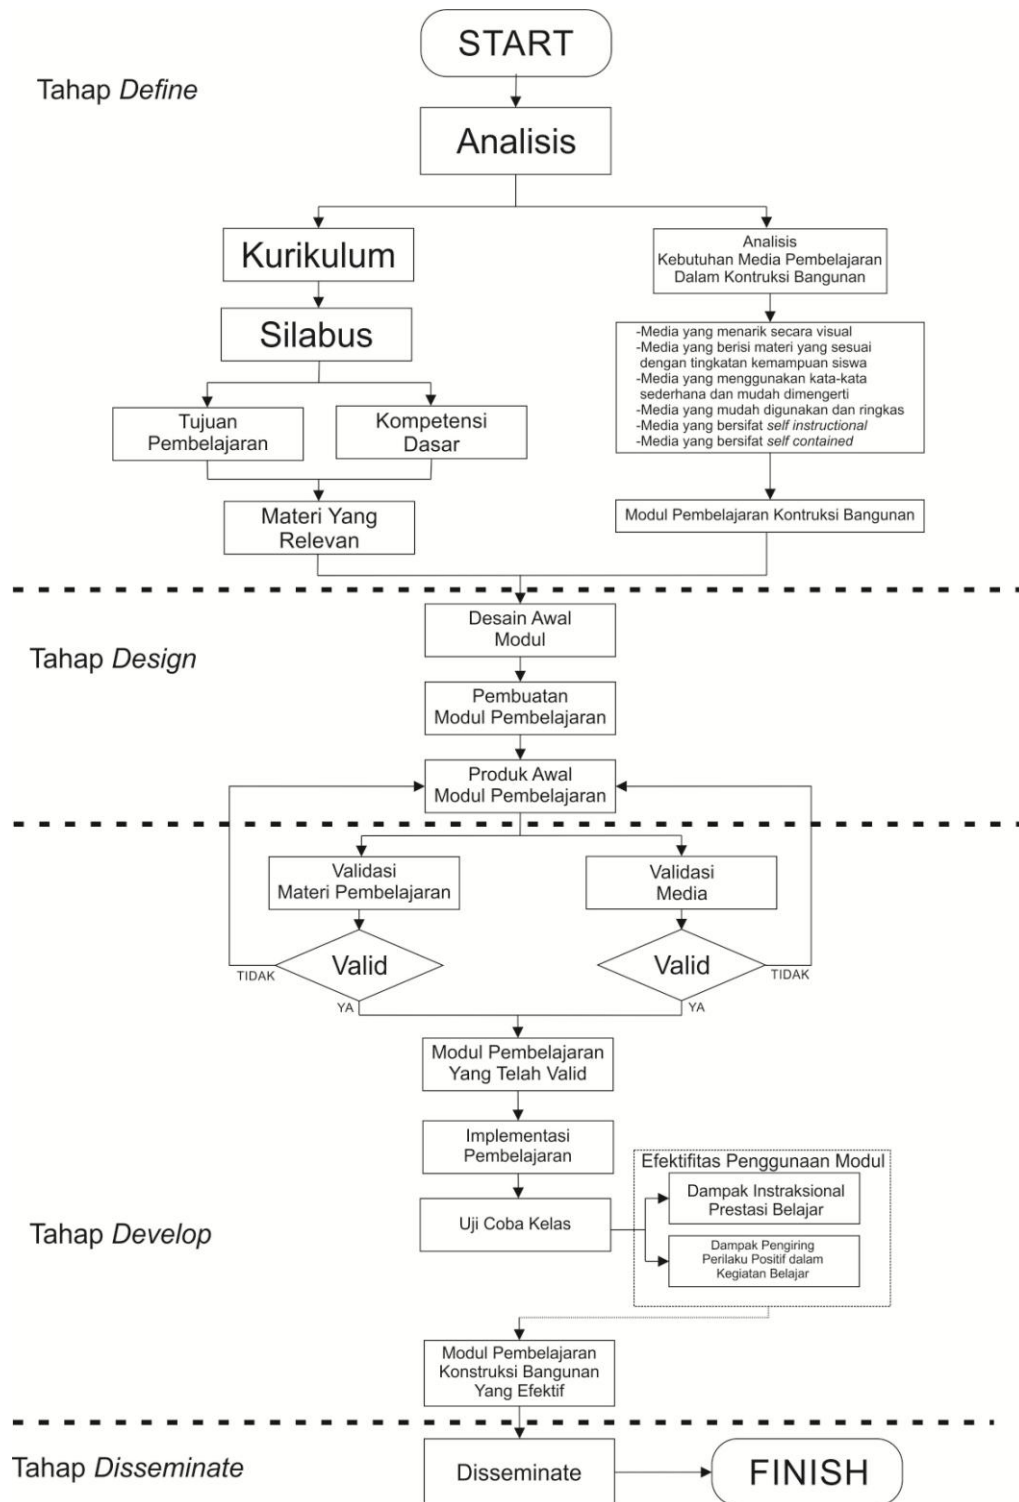 START
Tahap Define
Analisis
Kurikulum
Analisis
Kebutuhan Media Pembelajaran
Dalam Kontruksi Bangunan
Silabus
-Media yang menarik secara visual
-Media yang berisi materi yang sesuai
dengan tingkatan kemampuan siswa
-Media yang menggunakan kata-kata
sederhana dan mudah dimengerti
-Media yang mudah digunakan dan ringkas
-Media yang bersifat self instructional
-Media yang bersifat self contained
Tujuan
Pembelajaran
Kompetensi
Dasar
Materi Yang
Relevan
Modul Pembelajaran Kontruksi Bangunan
Desain Awal
Modul
Tahap Design
Pembuatan
Modul Pembelajaran
Produk Awal
Modul Pembelajaran
Validasi
Materi Pembelajaran
Validasi
Media
Valid
Valid
TIDAK
TIDAK
YA
YA
Modul Pembelajaran
Yang Telah Valid
Implementasi
Pembelajaran
Efektifitas Penggunaan Modul
Dampak Instraksional
Prestasi Belajar
Uji Coba Kelas
Tahap Develop
Dampak Pengiring
Perilaku Positif dalam
Kegiatan Belajar
Modul Pembelajaran
Konstruksi Bangunan
Yang Efektif
Tahap Disseminate
Disseminate
FINISH